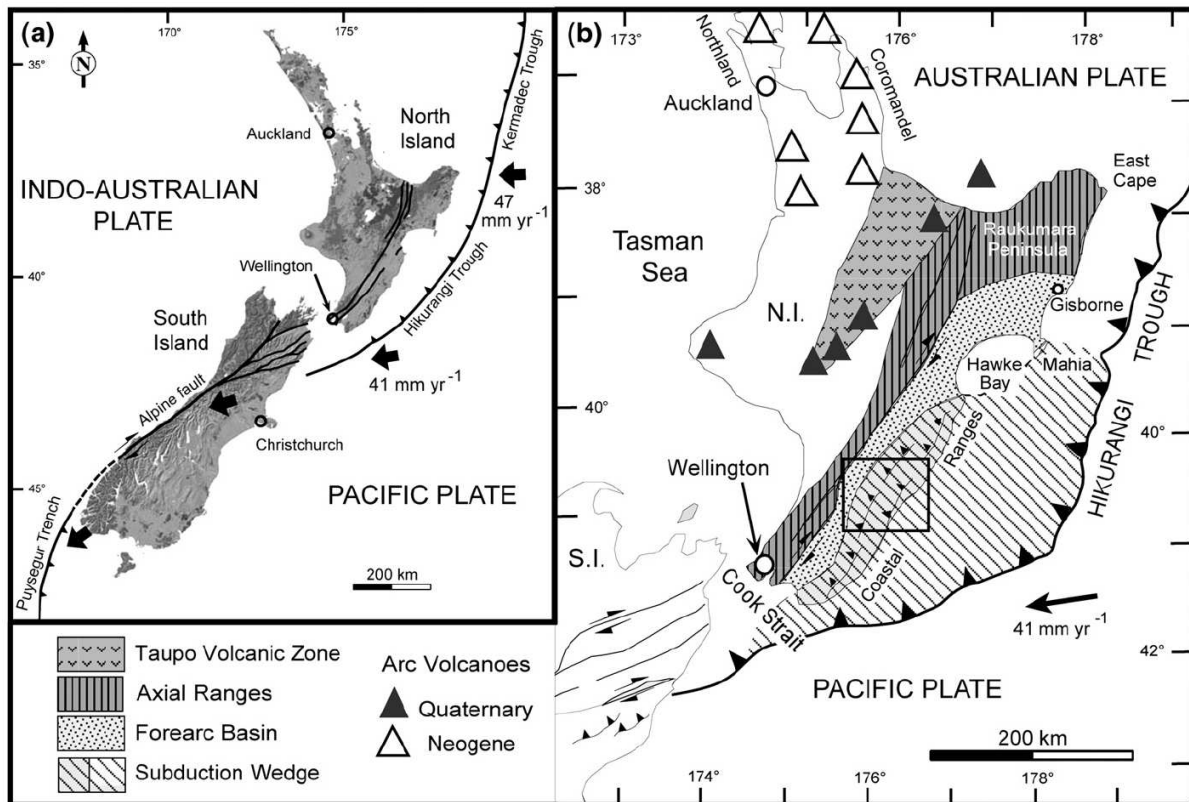 (a)
170°
175°
35°
N
Auckland
North
Island
Kermadec Trough
INDO-AUSTRALIAN
PLATE
47
mm yr-1
Wellington
40°
Hikurangi Trough
South
Island
41 mm yr-1
Alpine fault
Christchurch
45°
PACIFIC PLATE
Puysegur Trench
200 km
(b)
173°
176°
178°
Northland
Coromandel
AUSTRALIAN PLATE
Auckland
East
Cape
38°
38°
Raukumara
Peninsula
Tasman
Sea
Gisborne
N.I.
Hawke
Bay
Mahia
HIKURANGI TROUGH
40°
40°
Ranges
Wellington
S.I.
Coastal
Cook Strait
41 mm yr-1
42°
PACIFIC PLATE
200 km
174°
176°
178°
Taupo Volcanic Zone
Axial Ranges
Forearc Basin
Subduction Wedge
Arc Volcanoes
Quaternary
Neogene